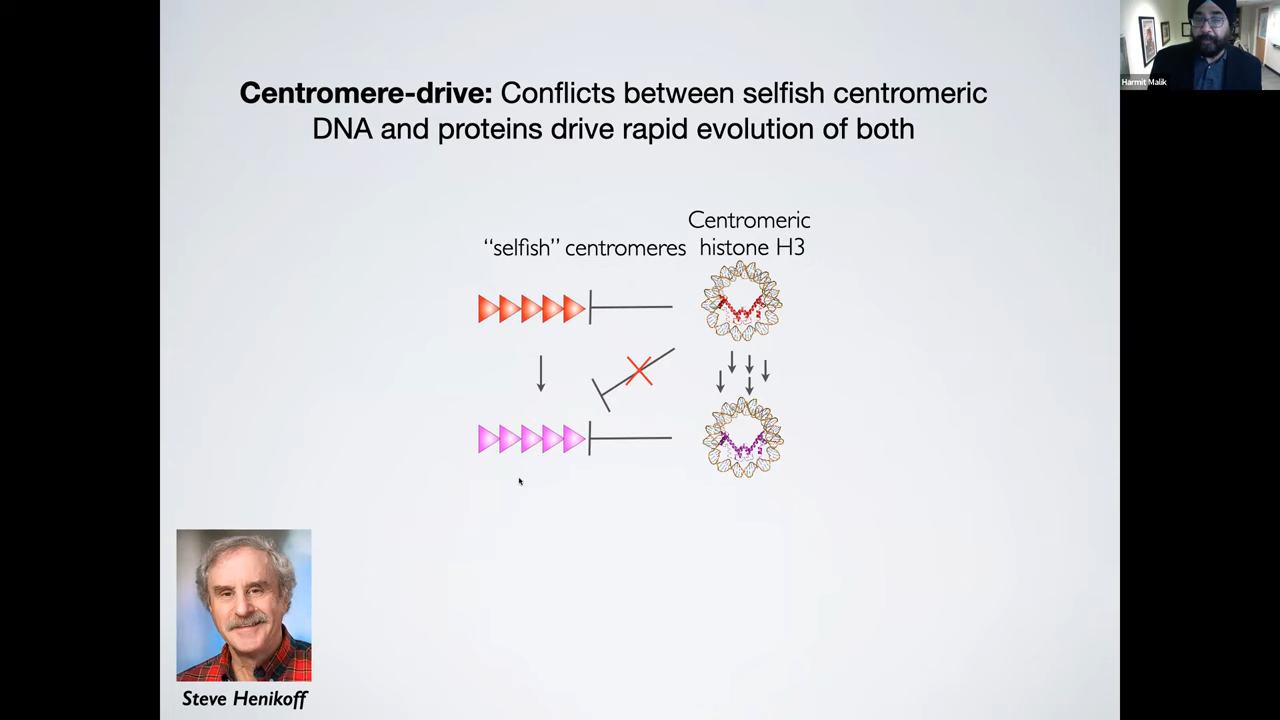 Harmit Malik
Centromere-drive: Conflicts between selfish centromeric
DNA and proteins drive rapid evolution of both
Centromeric
“selfish” centromeres histone H3
Steve Henikoff